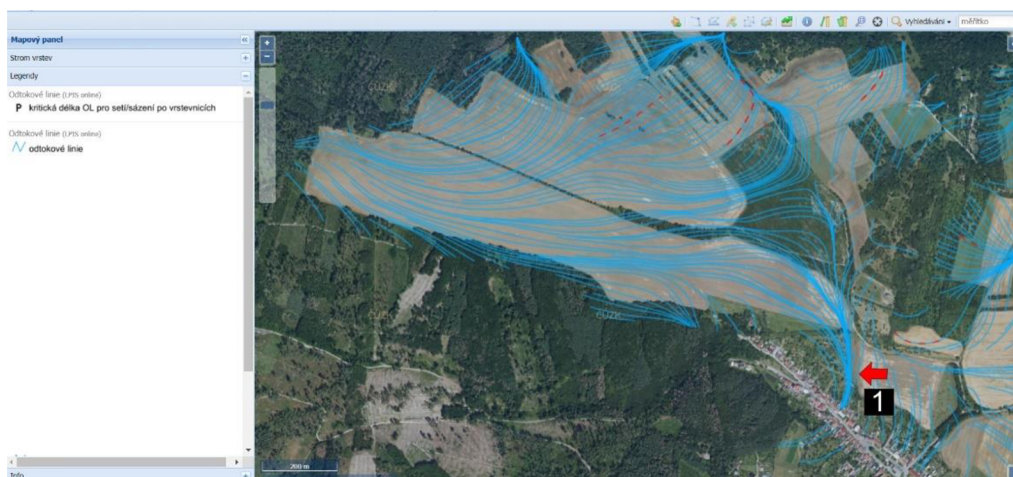 Vyhledávání
měřítko
Mapový panel
Strom vrstev
Legendy
Odtokové linie (LPIS online)
P kritická délka OL pro setí/sázení po vrstevnicích
Odtokové linie (LPIS online)
odtokové linie
ČÚZK
ČÚZK
ČÚZK
ČÚZK
1
200 m
Info